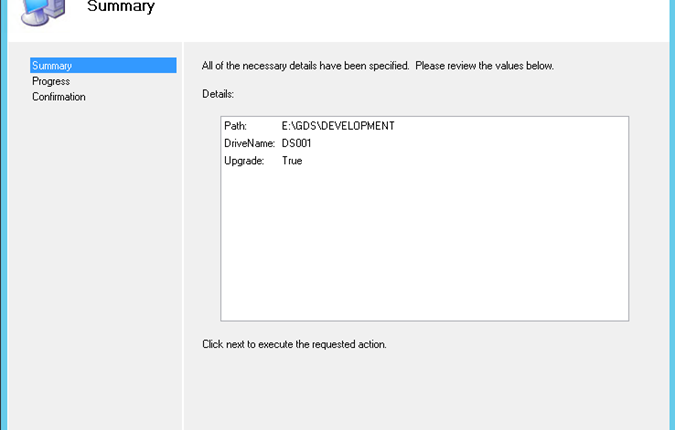 Summary
Summary
Progress
Confirmation
All of the necessary details have been specified.  Please review the values below.
Details:
Path: E:\GDS\DEVELOPMENT
DriveName: DS001
Upgrade: True
Click next to execute the requested action.